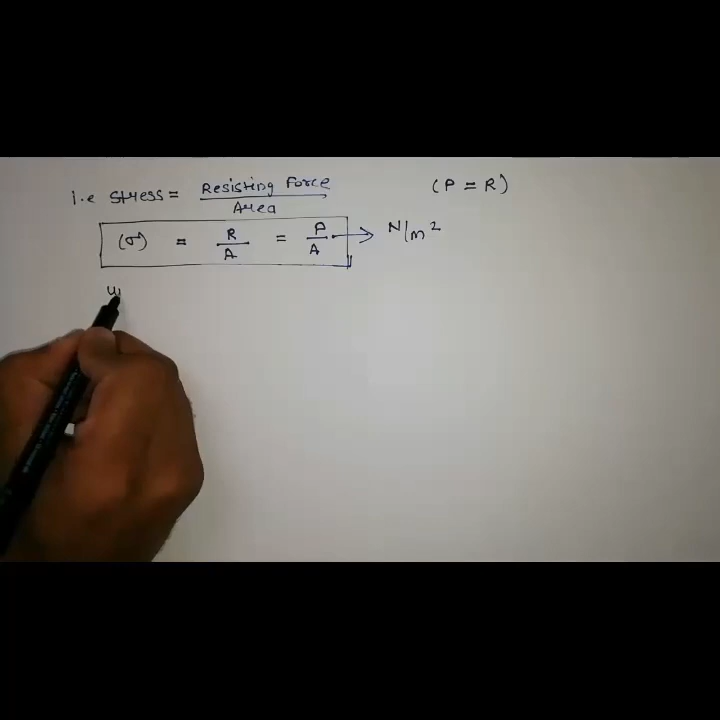 i.e stress = Resisting Force / Area (P = R)
(σ) = R / A = P / A → N/m²